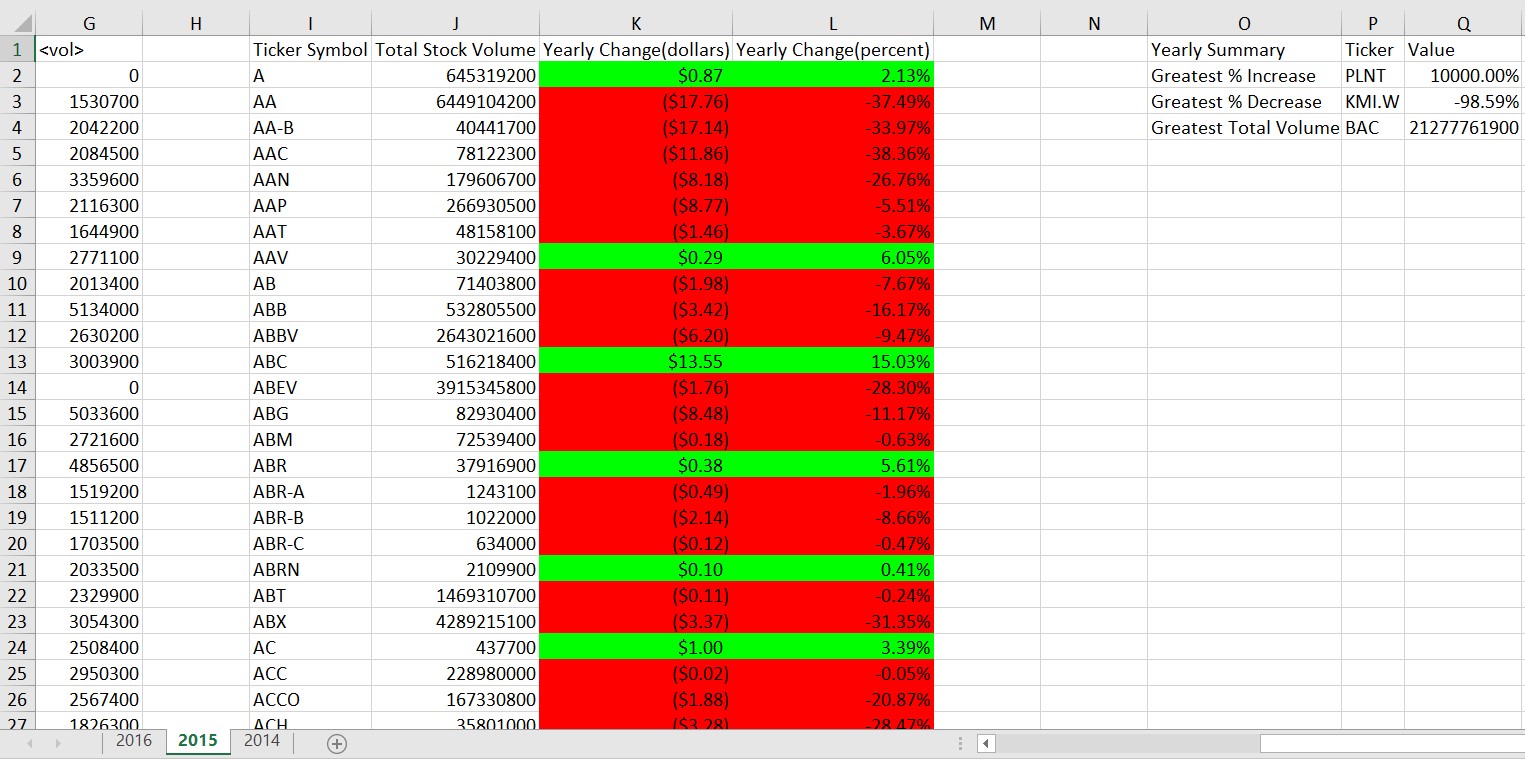 G H I J K L M N O P Q
1 <vol> Ticker Symbol Total Stock Volume Yearly Change(dollars) Yearly Change(percent) Yearly Summary Ticker Value
2 0 A 645319200 $0.87 2.13% Greatest % Increase PLNT 10000.00%
3 1530700 AA 6449104200 ($17.76) -37.49% Greatest % Decrease KMI.W -98.59%
4 2042200 AA-B 40441700 ($17.14) -33.97% Greatest Total Volume BAC 21277761900
5 2084500 AAC 78122300 ($11.86) -38.36%
6 3359600 AAN 179606700 ($8.18) -26.76%
7 2116300 AAP 266930500 ($8.77) -5.51%
8 1644900 AAT 48158100 ($1.46) -3.67%
9 2771100 AAV 30229400 $0.29 6.05%
10 2013400 AB 71403800 ($1.98) -7.67%
11 5134000 ABB 532805500 ($3.42) -16.17%
12 2630200 ABBV 2643021600 ($6.20) -9.47%
13 3003900 ABC 516218400 $13.55 15.03%
14 0 ABEV 3915345800 ($1.76) -28.30%
15 5033600 ABG 82930400 ($8.48) -11.17%
16 2721600 ABM 72539400 ($0.18) -0.63%
17 4856500 ABR 37916900 $0.38 5.61%
18 1519200 ABR-A 1243100 ($0.49) -1.96%
19 1511200 ABR-B 1022000 ($2.14) -8.66%
20 1703500 ABR-C 634000 ($0.12) -0.47%
21 2033500 ABRN 2109900 $0.10 0.41%
22 2329900 ABT 1469310700 ($0.11) -0.24%
23 3054300 ABX 4289215100 ($3.37) -31.35%
24 2508400 AC 437700 $1.00 3.39%
25 2950300 ACC 228980000 ($0.02) -0.05%
26 2567400 ACCO 167330800 ($1.88) -20.87%
27 1826300 ACH 35801000 ($3.28) -28.47%
2016 2015 2014